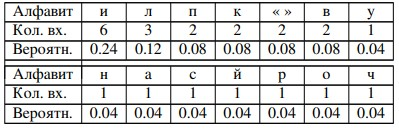 Алфавит и л п к « » в у
Кол. вх. 6 3 2 2 2 2 1
Вероятн. 0.24 0.12 0.08 0.08 0.08 0.08 0.04
Алфавит н а с й р о ч
Кол. вх. 1 1 1 1 1 1 1
Вероятн. 0.04 0.04 0.04 0.04 0.04 0.04 0.04